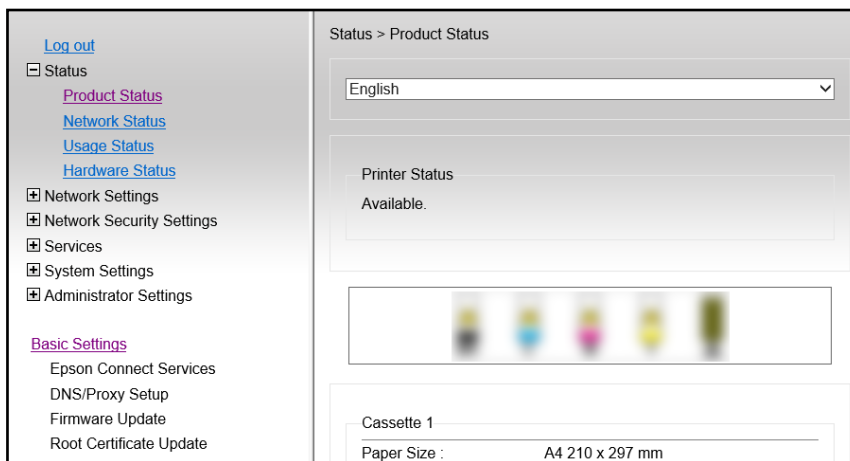 Log out
Status
Product Status
Network Status
Usage Status
Hardware Status
Network Settings
Network Security Settings
Services
System Settings
Administrator Settings
Basic Settings
Epson Connect Services
DNS/Proxy Setup
Firmware Update
Root Certificate Update
Status > Product Status
English
Printer Status
Available.
Cassette 1
Paper Size : A4 210 x 297 mm